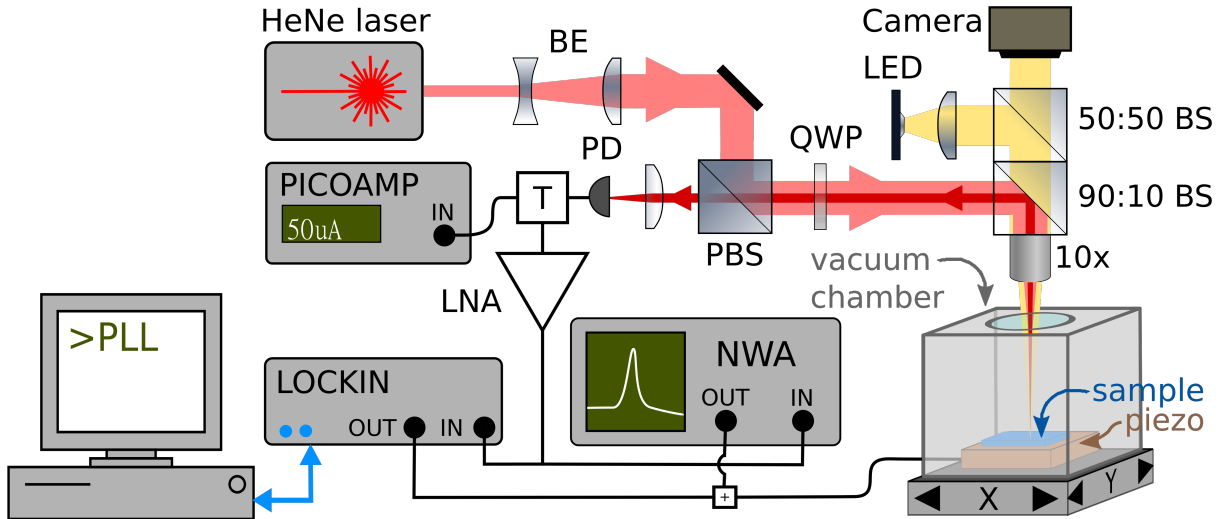 HeNe laser
BE
Camera
LED
50:50 BS
PD
QWP
PICOAMP
IN
50uA
T
90:10 BS
PBS
10x
LNA
vacuum
chamber
>PLL
NWA
OUT
IN
LOCKIN
OUT
IN
sample
piezo
+
X
Y